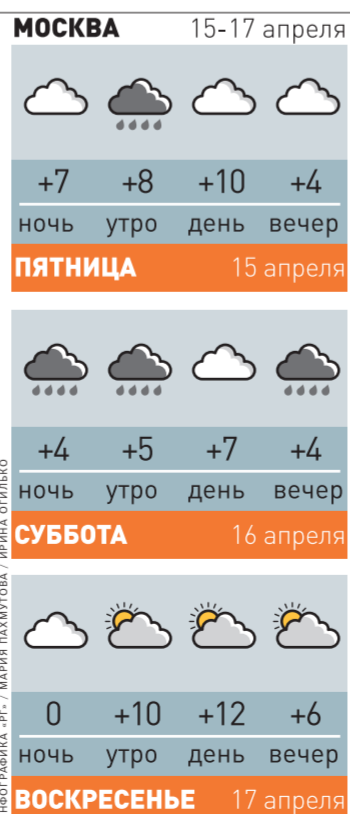 МОСКВА 15-17 апреля
+7 +8 +10 +4
ночь утро день вечер
ПЯТНИЦА 15 апреля
+4 +5 +7 +4
ночь утро день вечер
СУББОТА 16 апреля
0 +10 +12 +6
ночь утро день вечер
ВОСКРЕСЕНЬЕ 17 апреля
НФОГРАФИКА «РГ» / МАРИЯ ПАХМУТОВА / ИРИНА ОГИЛЬКО